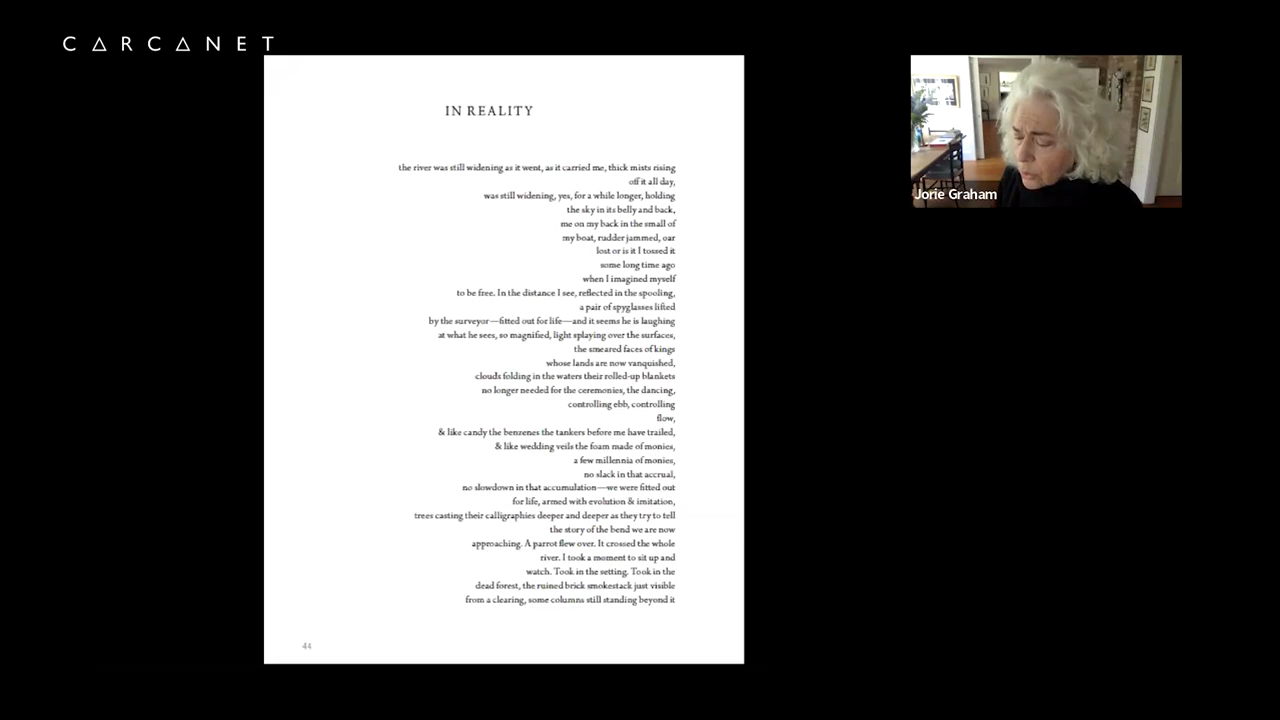 CARCANET
IN REALITY
the river was still widening as it went, as it carried me, thick mists rising
off it all day,
was still widening, yes, for a while longer, holding
the sky in its belly and back,
me on my back in the small of
my boat, rudder jammed, oar
lost or is it I tossed it
some long time ago
when I imagined myself
to be free. In the distance I see, reflected in the spooling,
a pair of spyglasses lifted
by the surveyor—fitted out for life—and it seems he is laughing
at what he sees, so magnified, light splaying over the surfaces,
the smeared faces of kings
whose lands are now vanquished,
clouds folding in the waters their rolled-up blankets
no longer needed for the ceremonies, the dancing,
controlling ebb, controlling
flow,
& like candy the benzenes the tankers before me have trailed,
& like wedding veils the foam made of monies,
a few millennia of monies,
no slack in that accrual,
no slowdown in that accumulation—we were fitted out
for life, armed with evolution & imitation,
trees casting their calligraphies deeper and deeper as they try to tell
the story of the bend we are now
approaching. A parrot flew over. It crossed the whole
river. I took a moment to sit up and
watch. Took in the setting. Took in the
dead forest, the ruined brick smokestack just visible
from a clearing, some columns still standing beyond it
44
Jorie Graham